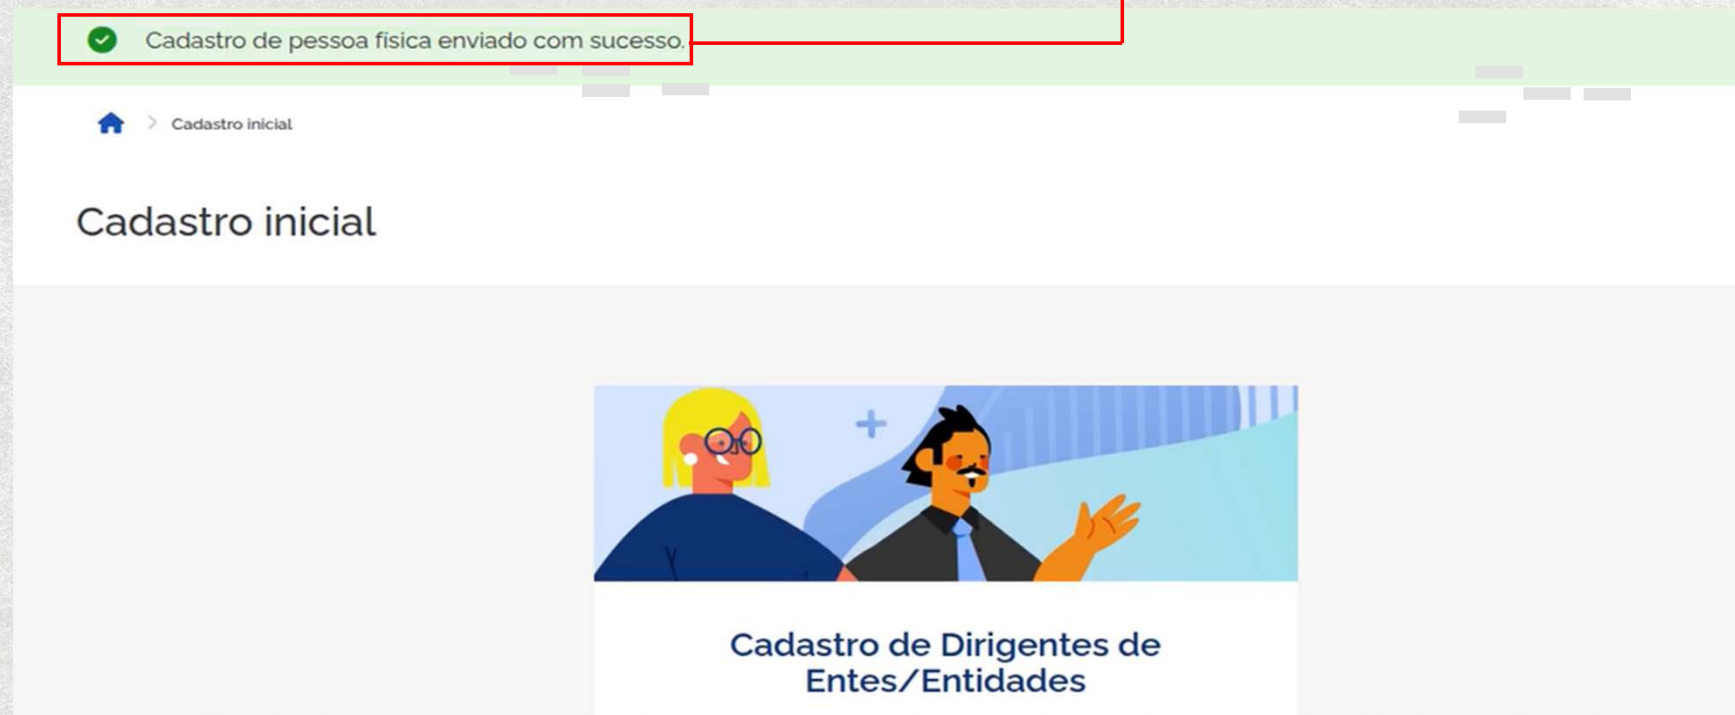 Cadastro de pessoa física enviado com sucesso.
Cadastro inicial
Cadastro inicial
Cadastro de Dirigentes de
Entes/Entidades